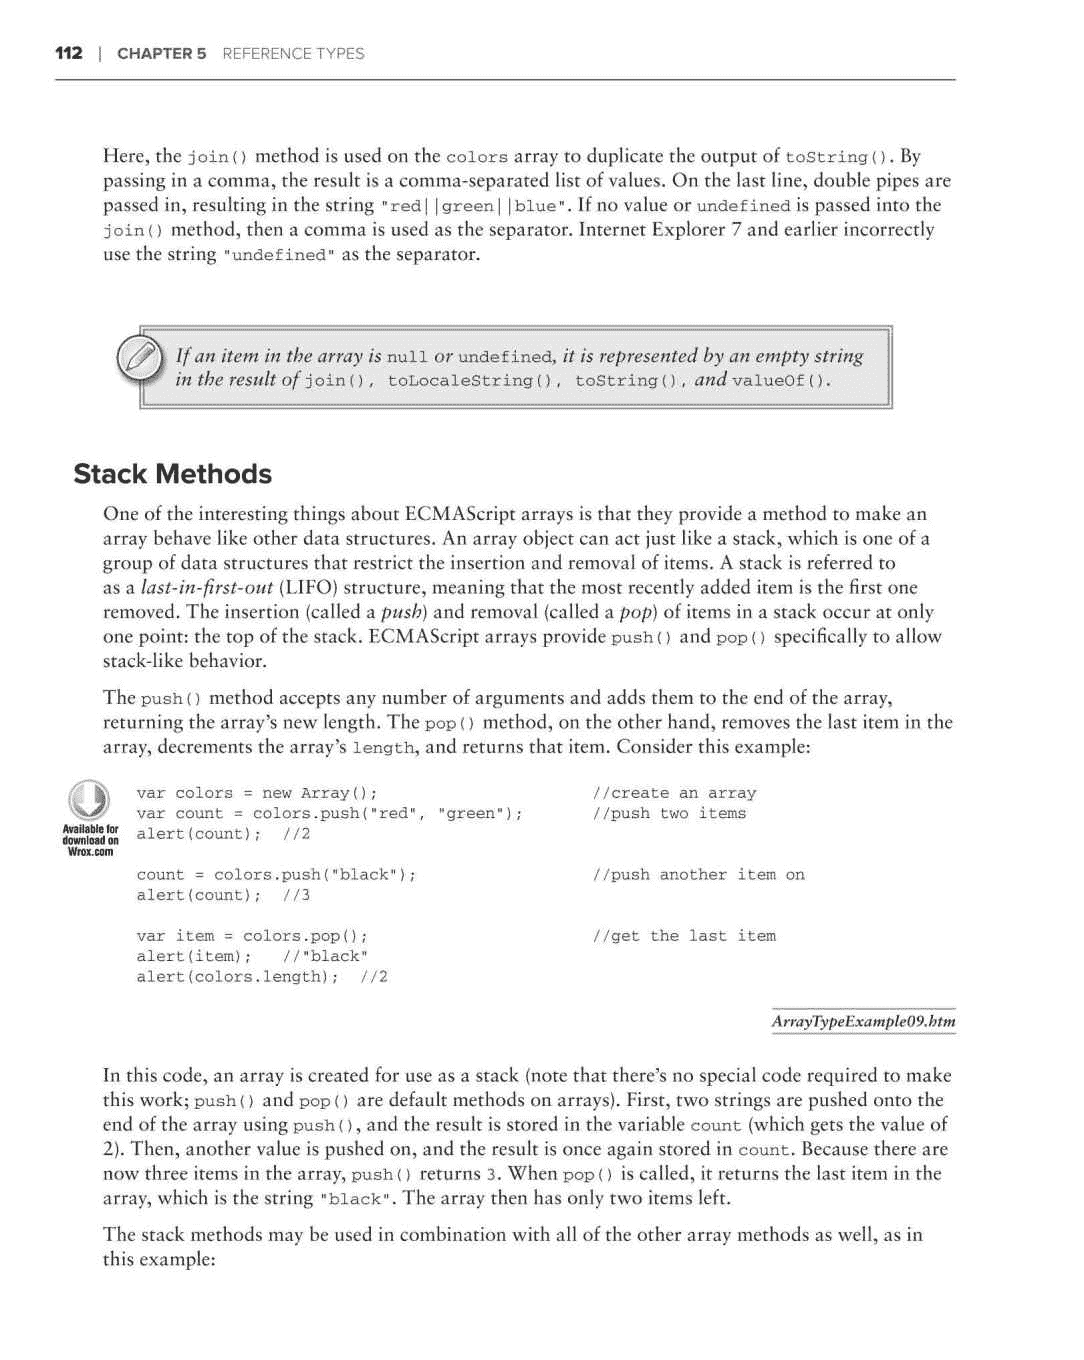 112 | CHAPTER 5 REFERENCE TYPES
Here, the join() method is used on the colors array to duplicate the output of toString(). By
passing in a comma, the result is a comma-separated list of values. On the last line, double pipes are
passed in, resulting in the string "red||green||blue". If no value or undefined is passed into the
join() method, then a comma is used as the separator. Internet Explorer 7 and earlier incorrectly
use the string "undefined" as the separator.
If an item in the array is null or undefined, it is represented by an empty string
in the result of join(), toLocaleString(), toString(), and valueOf().
Stack Methods
One of the interesting things about ECMAScript arrays is that they provide a method to make an
array behave like other data structures. An array object can act just like a stack, which is one of a
group of data structures that restrict the insertion and removal of items. A stack is referred to
as a last-in-first-out (LIFO) structure, meaning that the most recently added item is the first one
removed. The insertion (called a push) and removal (called a pop) of items in a stack occur at only
one point: the top of the stack. ECMAScript arrays provide push() and pop() specifically to allow
stack-like behavior.
The push() method accepts any number of arguments and adds them to the end of the array,
returning the array's new length. The pop() method, on the other hand, removes the last item in the
array, decrements the array's length, and returns that item. Consider this example:
var colors = new Array(); //create an array
var count = colors.push("red", "green"); //push two items
alert(count); //2
Available for
download on
Wrox.com
count = colors.push("black"); //push another item on
alert(count); //3
var item = colors.pop(); //get the last item
alert(item); //"black"
alert(colors.length); //2
ArrayTypeExample09.htm
In this code, an array is created for use as a stack (note that there's no special code required to make
this work; push() and pop() are default methods on arrays). First, two strings are pushed onto the
end of the array using push(), and the result is stored in the variable count (which gets the value of
2). Then, another value is pushed on, and the result is once again stored in count. Because there are
now three items in the array, push() returns 3. When pop() is called, it returns the last item in the
array, which is the string "black". The array then has only two items left.
The stack methods may be used in combination with all of the other array methods as well, as in
this example: